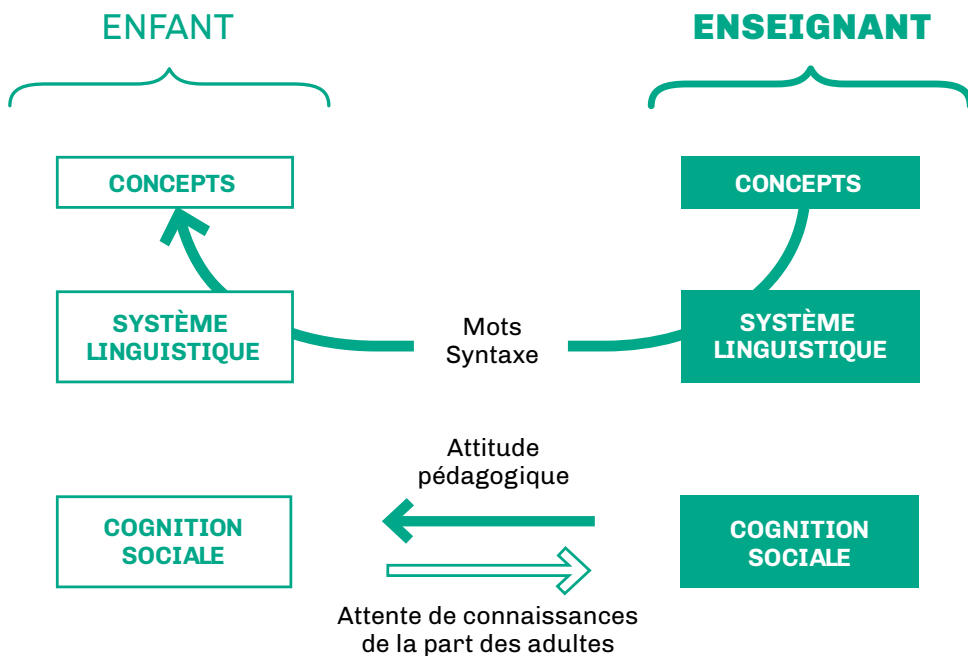 ENFANT
ENSEIGNANT
CONCEPTS
CONCEPTS
SYSTÈME
LINGUISTIQUE
Mots
Syntaxe
SYSTÈME
LINGUISTIQUE
Attitude
pédagogique
COGNITION
SOCIALE
COGNITION
SOCIALE
Attente de connaissances
de la part des adultes